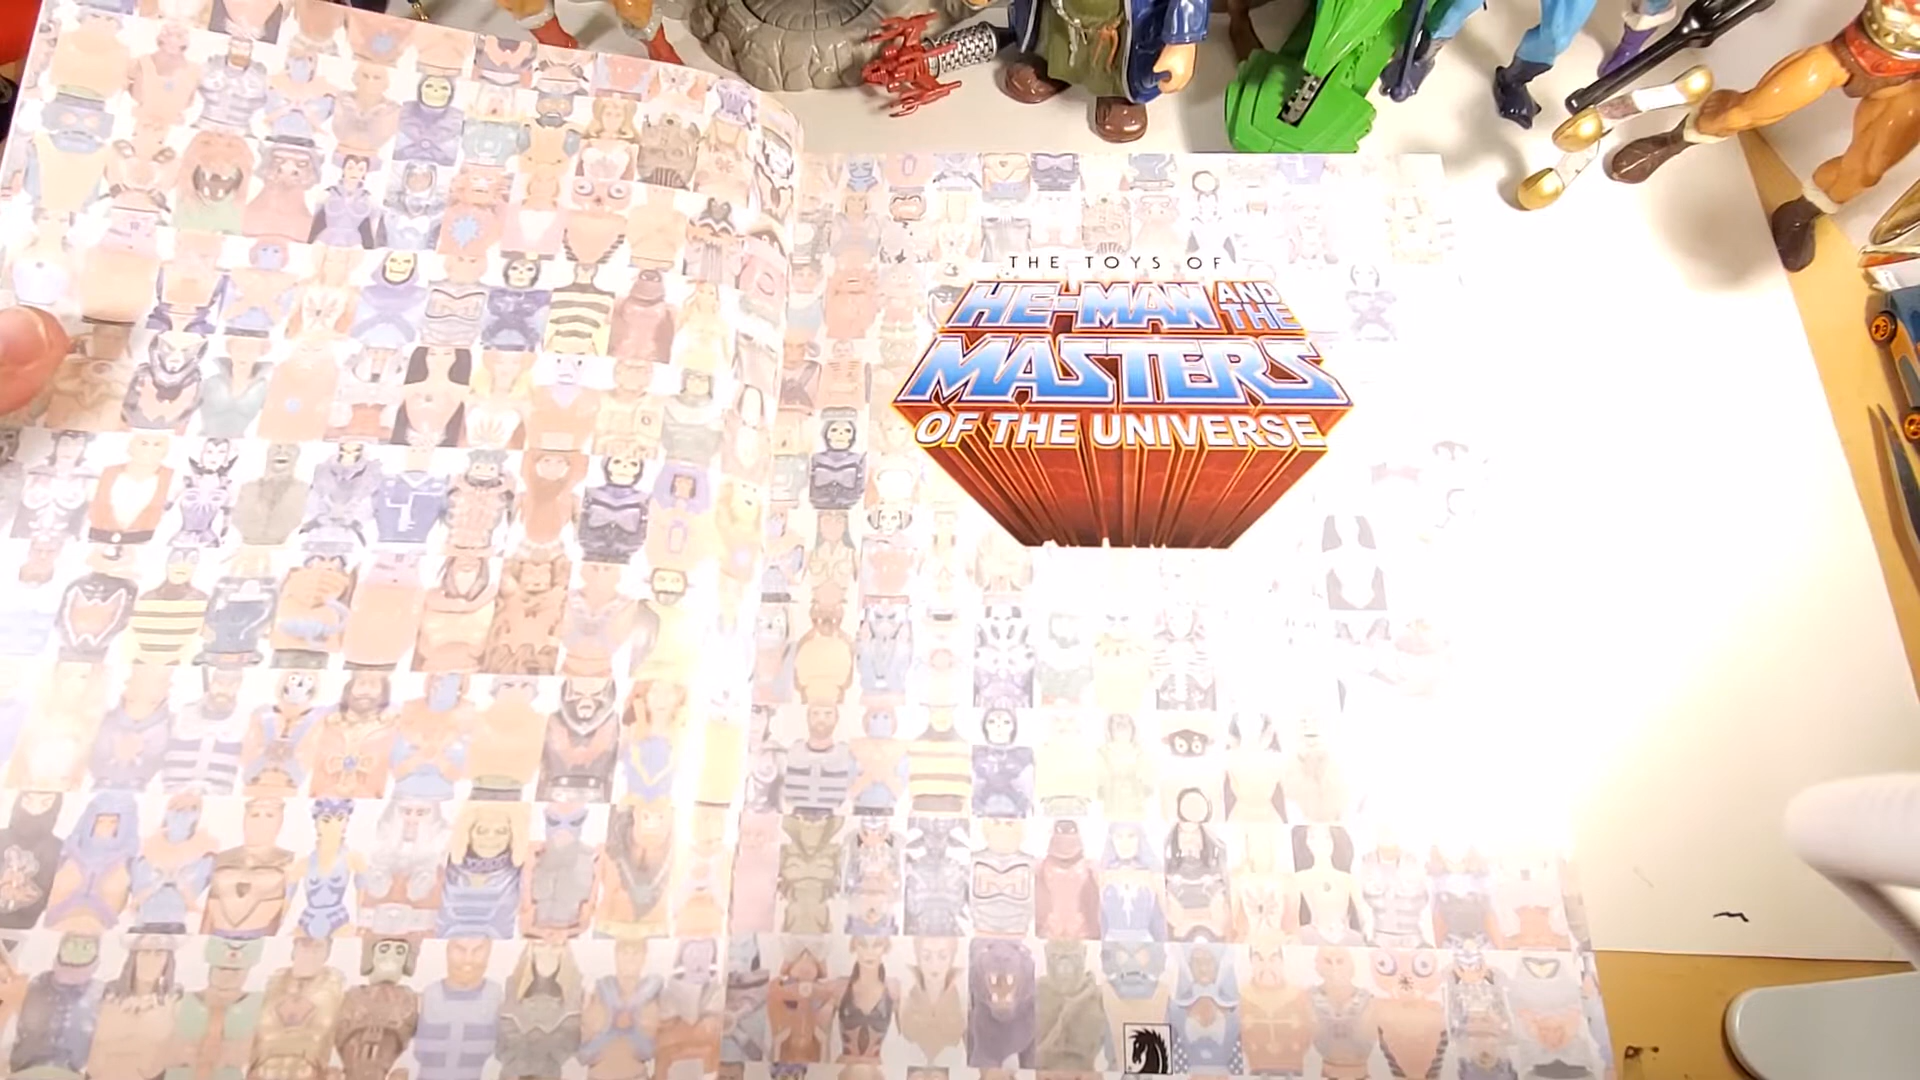 THE TOYS OF
HE-MAN AND THE
MASTERS
OF THE UNIVERSE